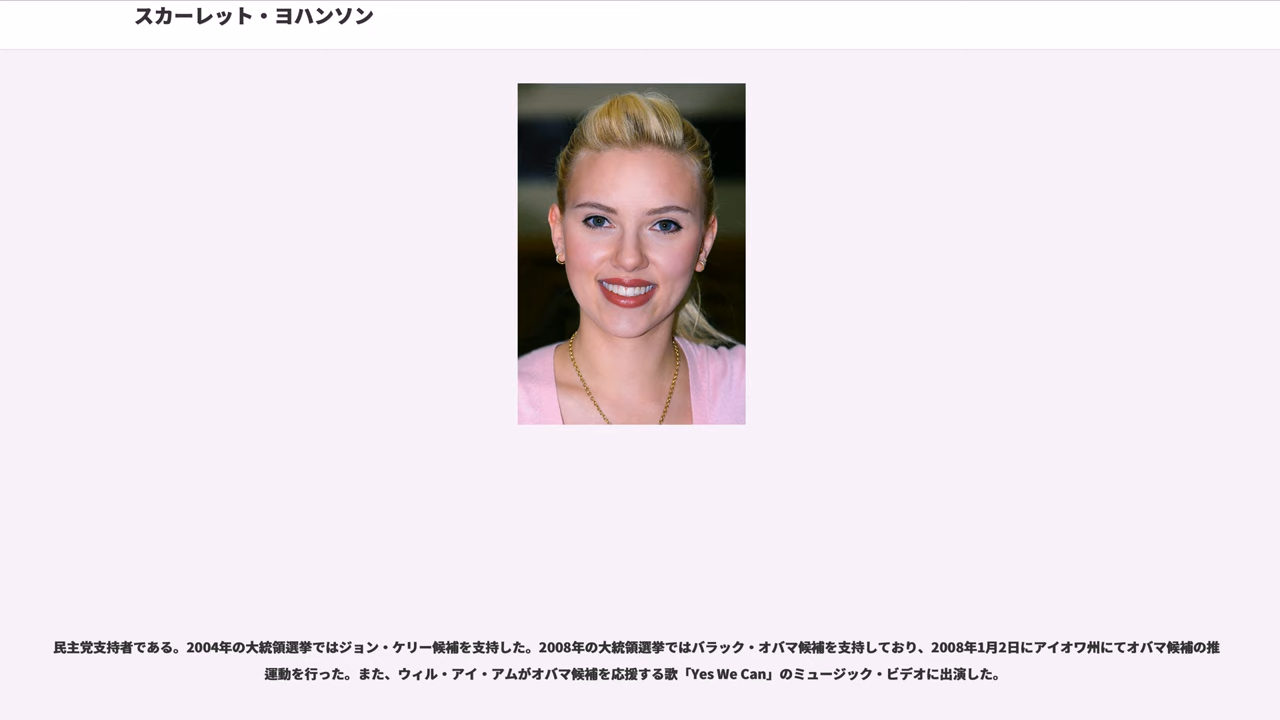 スカーレット・ヨハンソン
民主党支持者である。2004年の大統領選挙ではジョン・ケリー候補を支持した。2008年の大統領選挙ではバラック・オバマ候補を支持しており、2008年1月2日にアイオワ州にてオバマ候補の推
運動を行った。また、ウィル・アイ・アムがオバマ候補を応援する歌「Yes We Can」のミュージック・ビデオに出演した。